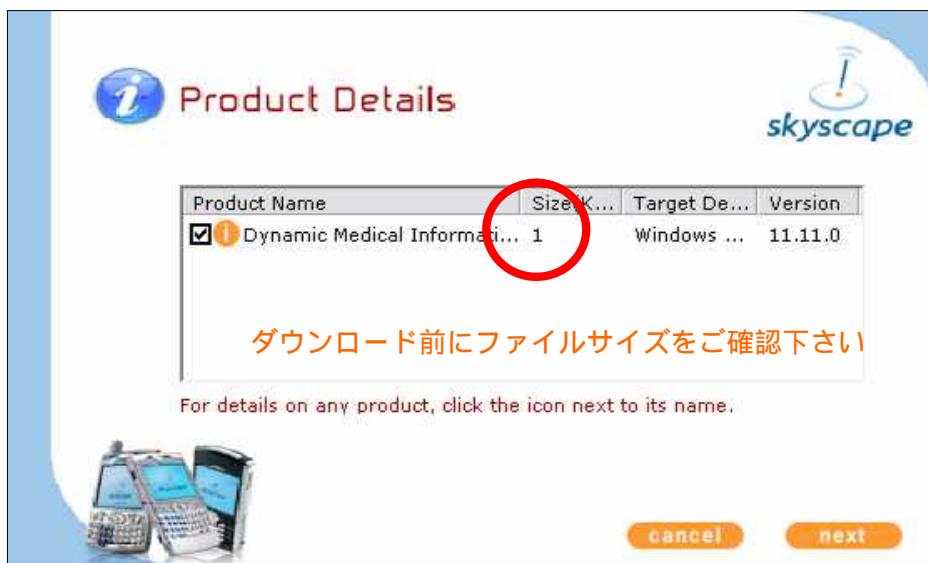 Product Details
skyscape
Product Name Size(K... Target De... Version
Dynamic Medical Informati... 1 Windows ... 11.11.0
ダウンロード前にファイルサイズをご確認下さい
For details on any product, click the icon next to its name.
cancel next